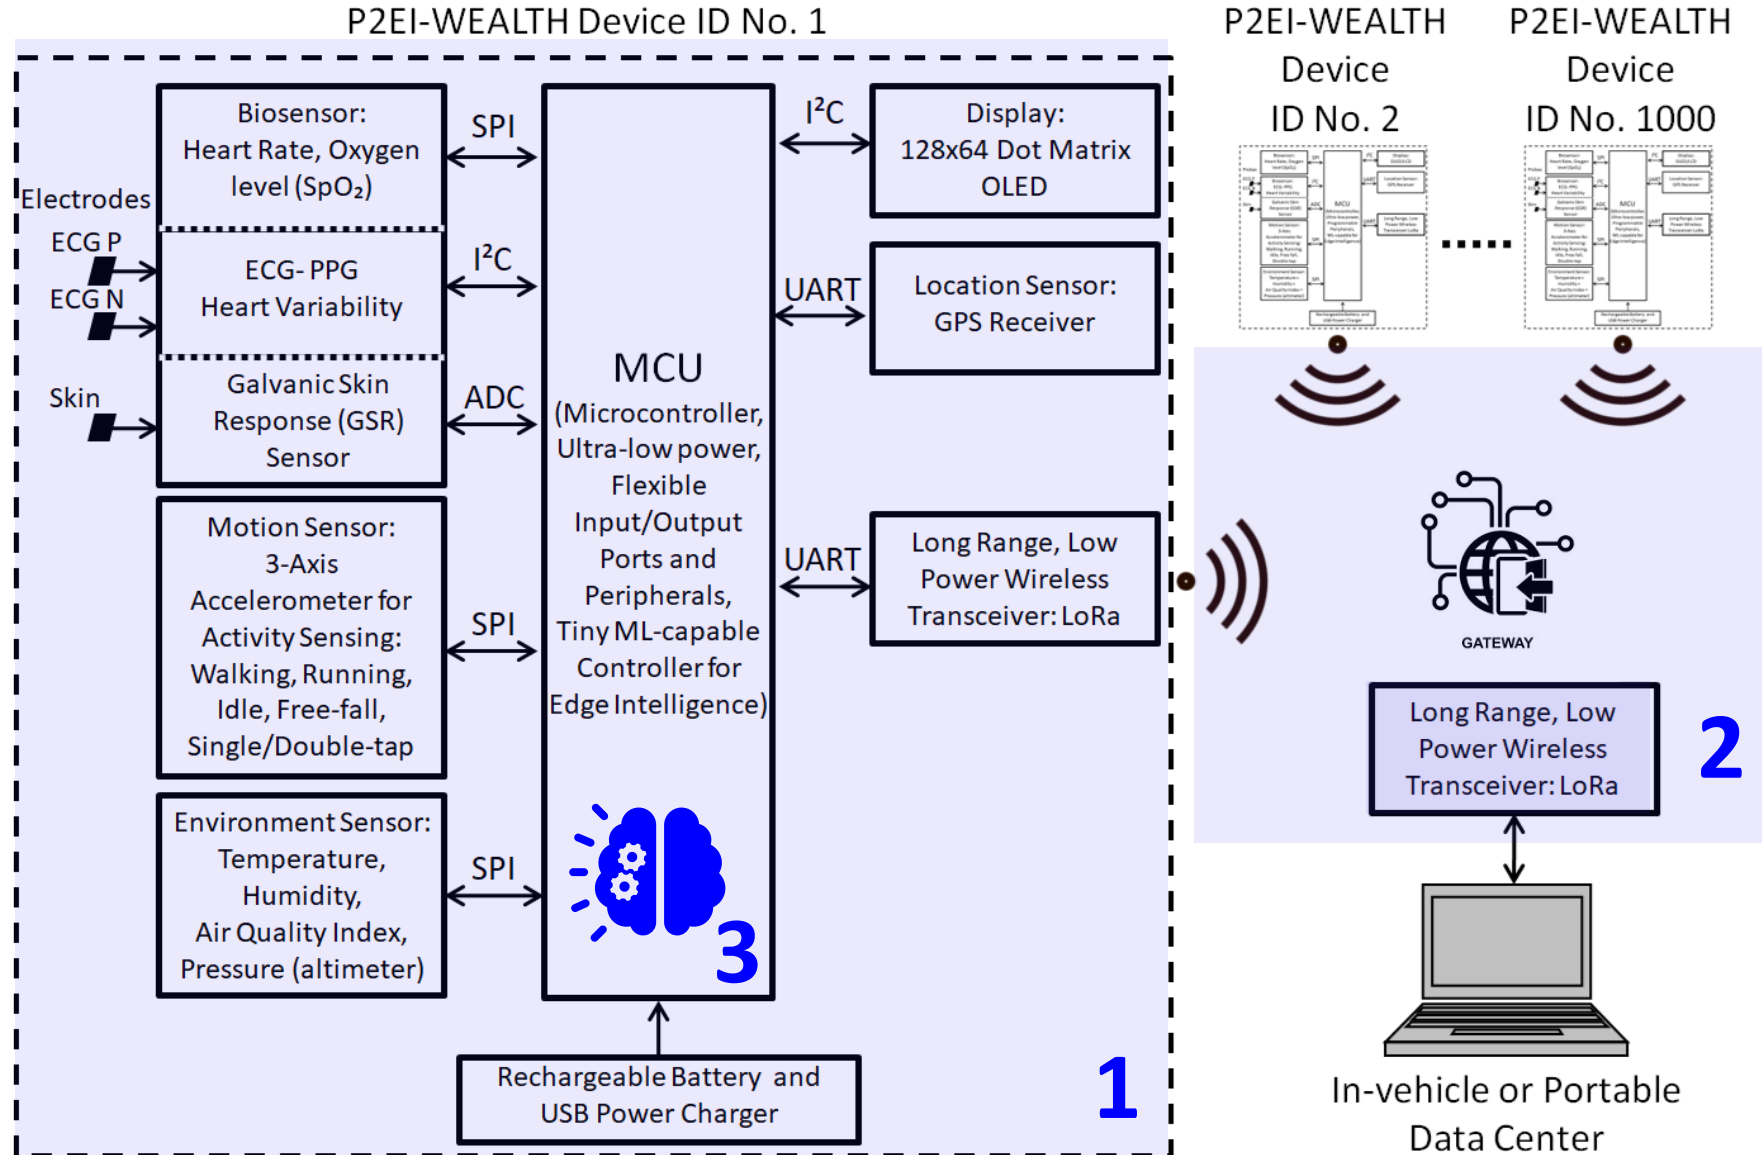 P2EI-WEALTH Device ID No. 1
Electrodes
ECG P
ECG N
Skin
Biosensor:
Heart Rate, Oxygen
level (SpO₂)
ECG- PPG
Heart Variability
Galvanic Skin
Response (GSR)
Sensor
Motion Sensor:
3-Axis
Accelerometer for
Activity Sensing:
Walking, Running,
Idle, Free-fall,
Single/Double-tap
Environment Sensor:
Temperature,
Humidity,
Air Quality Index,
Pressure (altimeter)
SPI
I²C
ADC
SPI
SPI
MCU
(Microcontroller,
Ultra-low power,
Flexible
Input/Output
Ports and
Peripherals,
Tiny ML-capable
Controller for
Edge Intelligence)
3
Rechargeable Battery and
USB Power Charger
1
I²C
UART
UART
Display:
128x64 Dot Matrix
OLED
Location Sensor:
GPS Receiver
Long Range, Low
Power Wireless
Transceiver: LoRa
P2EI-WEALTH
Device
ID No. 2
P2EI-WEALTH
Device
ID No. 1000
GATEWAY
Long Range, Low
Power Wireless
Transceiver: LoRa
2
In-vehicle or Portable
Data Center